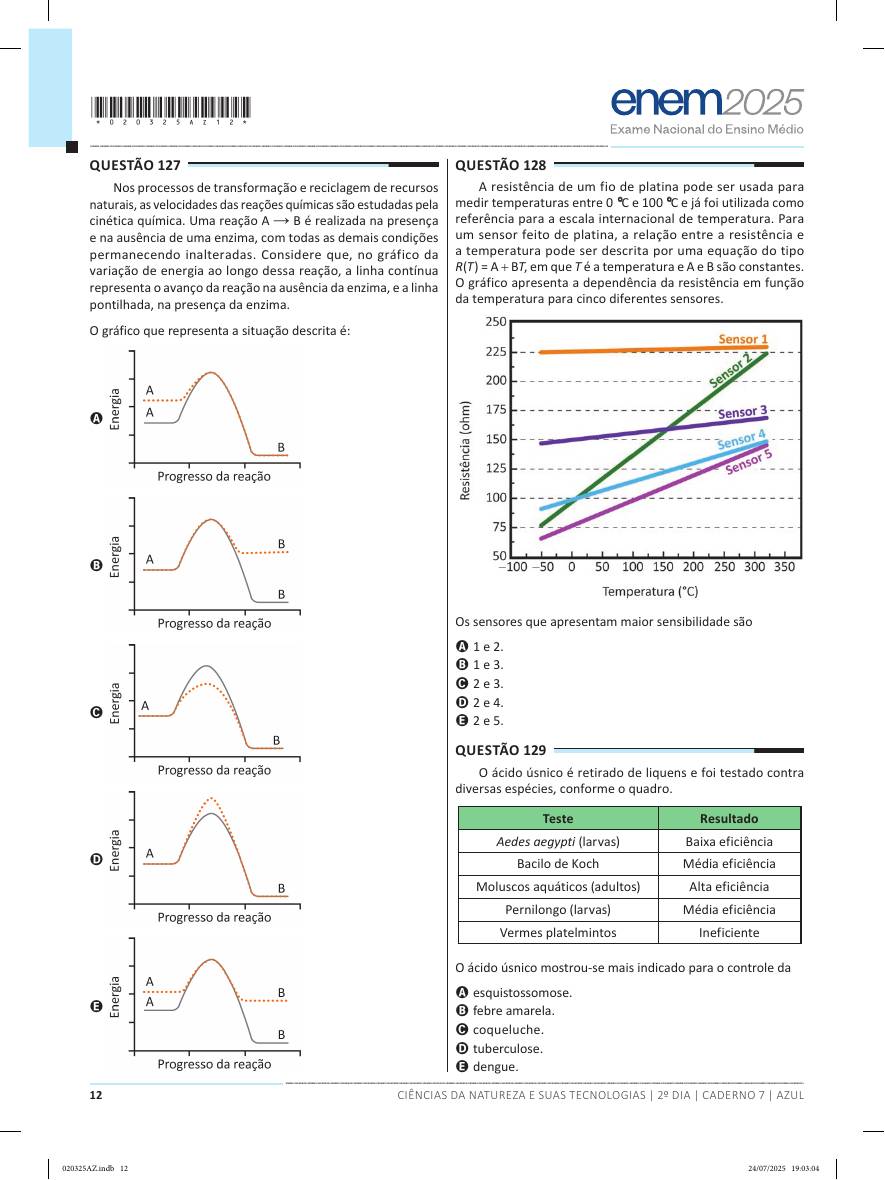 *020325AZ12*
enem2025
Exame Nacional do Ensino Médio
QUESTÃO 127
Nos processos de transformação e reciclagem de recursos
naturais, as velocidades das reações químicas são estudadas pela
cinética química. Uma reação A ⟶ B é realizada na presença
e na ausência de uma enzima, com todas as demais condições
permanecendo inalteradas. Considere que, no gráfico da
variação de energia ao longo dessa reação, a linha contínua
representa o avanço da reação na ausência da enzima, e a linha
pontilhada, na presença da enzima.
O gráfico que representa a situação descrita é:
A
Energia
A
A
B
Progresso da reação
B
Energia
A
B
B
Progresso da reação
C
Energia
A
B
Progresso da reação
D
Energia
A
B
Progresso da reação
E
Energia
A
A
B
B
Progresso da reação
QUESTÃO 128
A resistência de um fio de platina pode ser usada para
medir temperaturas entre 0 ºC e 100 ºC e já foi utilizada como
referência para a escala internacional de temperatura. Para
um sensor feito de platina, a relação entre a resistência e
a temperatura pode ser descrita por uma equação do tipo
R(T) = A + BT, em que T é a temperatura e A e B são constantes.
O gráfico apresenta a dependência da resistência em função
da temperatura para cinco diferentes sensores.
Resistência (ohm)
250
225
200
175
150
125
100
75
50
Sensor 1
Sensor 2
Sensor 3
Sensor 4
Sensor 5
−100 −50 0 50 100 150 200 250 300 350
Temperatura (°C)
Os sensores que apresentam maior sensibilidade são
A 1 e 2.
B 1 e 3.
C 2 e 3.
D 2 e 4.
E 2 e 5.
QUESTÃO 129
O ácido úsnico é retirado de liquens e foi testado contra
diversas espécies, conforme o quadro.
Teste Resultado
Aedes aegypti (larvas) Baixa eficiência
Bacilo de Koch Média eficiência
Moluscos aquáticos (adultos) Alta eficiência
Pernilongo (larvas) Média eficiência
Vermes platelmintos Ineficiente
O ácido úsnico mostrou-se mais indicado para o controle da
A esquistossomose.
B febre amarela.
C coqueluche.
D tuberculose.
E dengue.
12
CIÊNCIAS DA NATUREZA E SUAS TECNOLOGIAS | 2º DIA | CADERNO 7 | AZUL
020325AZ.indb 12
24/07/2025 19:03:04